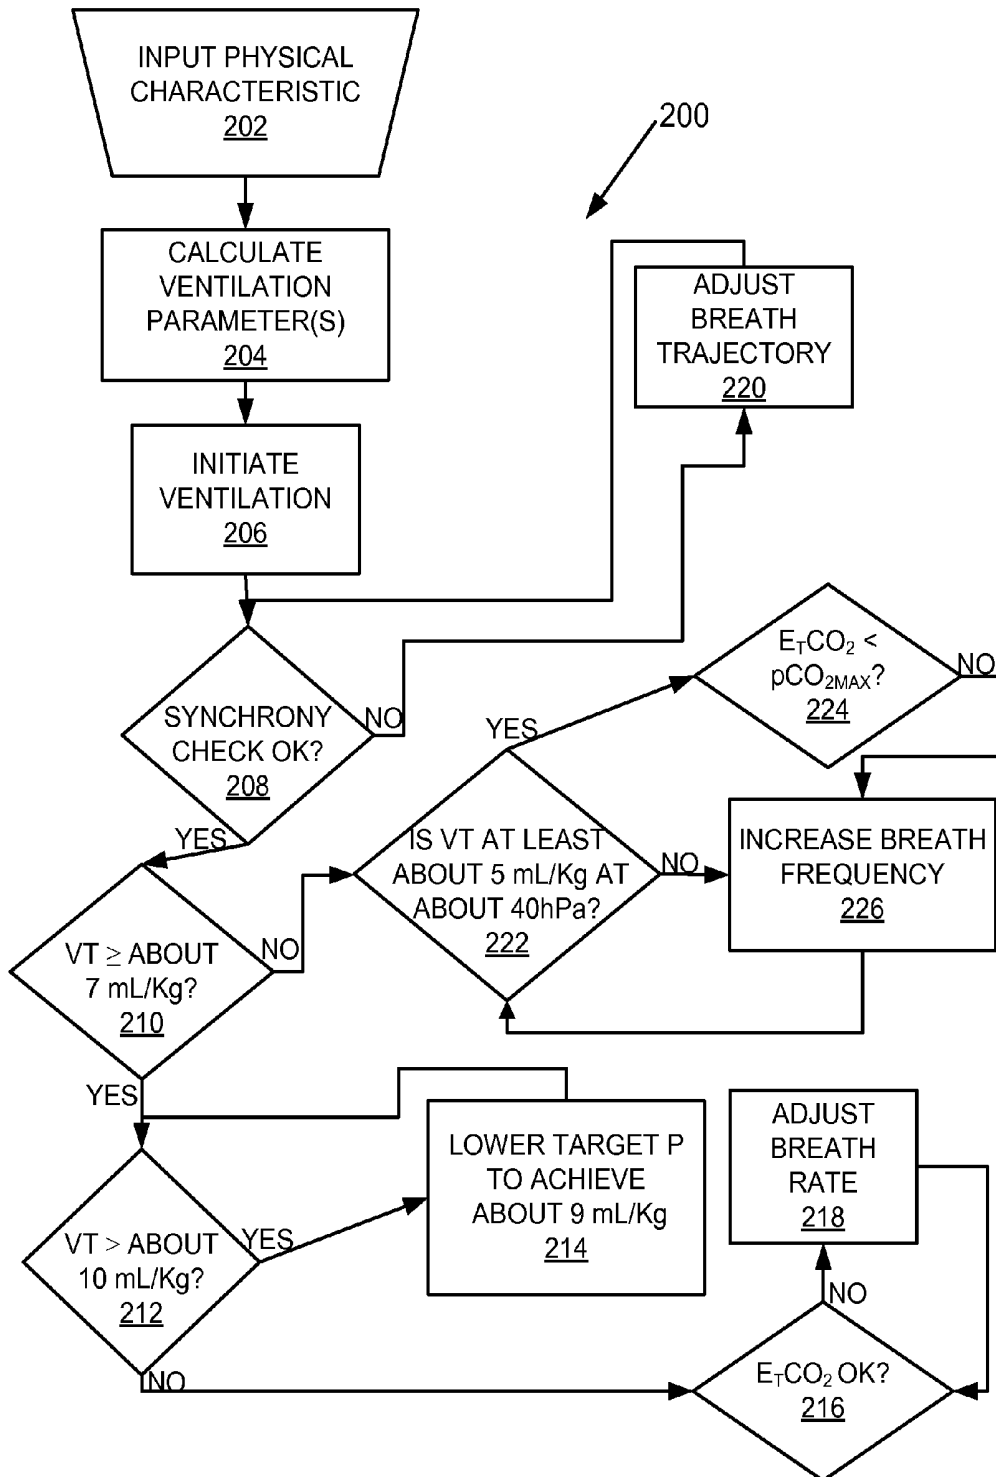 INPUT PHYSICAL
CHARACTERISTIC
202
200
CALCULATE
VENTILATION
PARAMETER(S)
204
ADJUST
BREATH
TRAJECTORY
220
INITIATE
VENTILATION
206
SYNCHRONY
CHECK OK?
208
NO
YES
E_TCO₂ <
pCO₂MAX?
224
NO
YES
IS VT AT LEAST
ABOUT 5 mL/Kg AT
ABOUT 40hPa?
222
NO
INCREASE BREATH
FREQUENCY
226
VT ≥ ABOUT
7 mL/Kg?
210
NO
YES
LOWER TARGET P
TO ACHIEVE
ABOUT 9 mL/Kg
214
ADJUST
BREATH
RATE
218
VT > ABOUT
10 mL/Kg?
212
YES
NO
NO
E_TCO₂ OK?
216